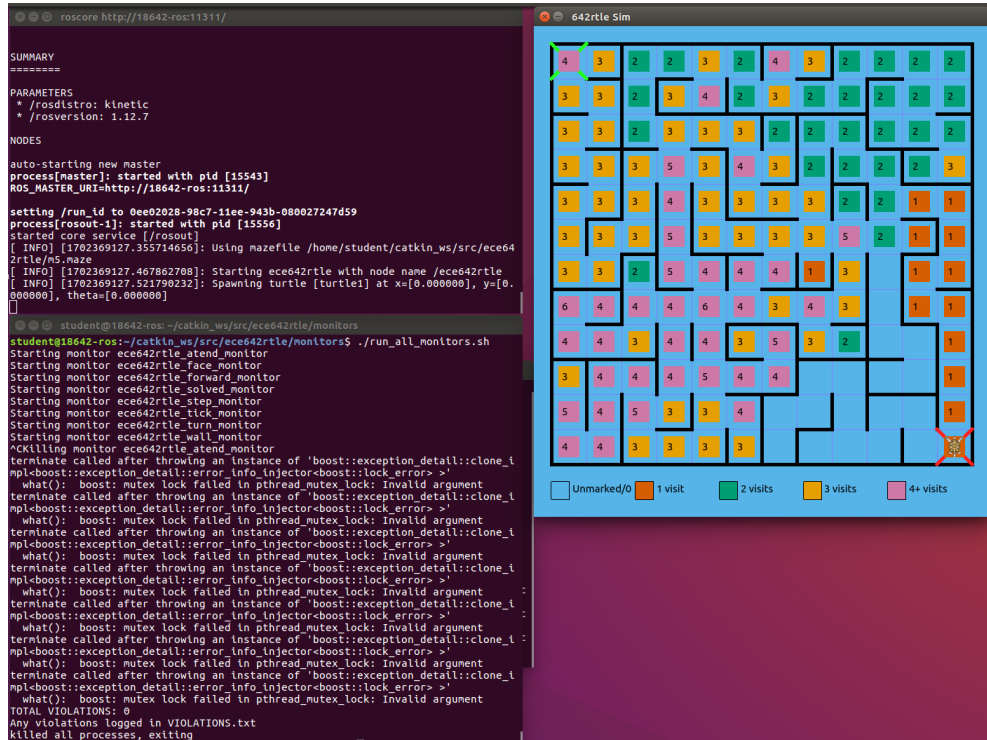 roscore http://18642-ros:11311/
SUMMARY
========
PARAMETERS
* /rosdistro: kinetic
* /rosversion: 1.12.7
NODES
auto-starting new master
process[master]: started with pid [15543]
ROS_MASTER_URI=http://18642-ros:11311/
setting /run_id to 0ee02028-98c7-11ee-943b-080027247d59
process[rosout-1]: started with pid [15556]
started core service [/rosout]
[ INFO] [1702369127.355714656]: Using mazefile /home/student/catkin_ws/src/ece64
2rtle/m5.maze
[ INFO] [1702369127.467862708]: Starting ece642rtle with node name /ece642rtle
[ INFO] [1702369127.521790232]: Spawning turtle [turtle1] at x=[0.000000], y=[0.
000000], theta=[0.000000]
student@18642-ros: ~/catkin_ws/src/ece642rtle/monitors
student@18642-ros:~/catkin_ws/src/ece642rtle/monitors$ ./run_all_monitors.sh
Starting monitor ece642rtle_atend_monitor
Starting monitor ece642rtle_face_monitor
Starting monitor ece642rtle_forward_monitor
Starting monitor ece642rtle_solved_monitor
Starting monitor ece642rtle_step_monitor
Starting monitor ece642rtle_tick_monitor
Starting monitor ece642rtle_turn_monitor
Starting monitor ece642rtle_wall_monitor
^CKilling monitor ece642rtle_atend_monitor
terminate called after throwing an instance of 'boost::exception_detail::clone_i
mpl<boost::exception_detail::error_info_injector<boost::lock_error> >'
what(): boost: mutex lock failed in pthread_mutex_lock: Invalid argument
terminate called after throwing an instance of 'boost::exception_detail::clone_i
mpl<boost::exception_detail::error_info_injector<boost::lock_error> >'
what(): boost: mutex lock failed in pthread_mutex_lock: Invalid argument
terminate called after throwing an instance of 'boost::exception_detail::clone_i
mpl<boost::exception_detail::error_info_injector<boost::lock_error> >'
what(): boost: mutex lock failed in pthread_mutex_lock: Invalid argument
terminate called after throwing an instance of 'boost::exception_detail::clone_i
mpl<boost::exception_detail::error_info_injector<boost::lock_error> >'
what(): boost: mutex lock failed in pthread_mutex_lock: Invalid argument
terminate called after throwing an instance of 'boost::exception_detail::clone_i
mpl<boost::exception_detail::error_info_injector<boost::lock_error> >'
what(): boost: mutex lock failed in pthread_mutex_lock: Invalid argument
terminate called after throwing an instance of 'boost::exception_detail::clone_i
mpl<boost::exception_detail::error_info_injector<boost::lock_error> >'
what(): boost: mutex lock failed in pthread_mutex_lock: Invalid argument
terminate called after throwing an instance of 'boost::exception_detail::clone_i
mpl<boost::exception_detail::error_info_injector<boost::lock_error> >'
what(): boost: mutex lock failed in pthread_mutex_lock: Invalid argument
TOTAL VIOLATIONS: 0
Any violations logged in VIOLATIONS.txt
killed all processes, exiting
642rtle Sim
4 3 2 2 3 2 4 3 2 2 2 2
3 3 2 3 4 2 3 2 2 2 2 2
3 3 2 3 3 3 2 2 2 2 2 2
3 3 3 5 3 4 3 2 2 2 2 3
3 3 3 4 3 3 3 3 2 2 1 1
3 3 3 5 3 3 3 3 5 2 1 1
3 3 2 5 4 4 4 1 3 1 1
6 4 4 4 6 4 3 4 3 1 1
4 4 3 4 4 3 5 3 2 1
3 4 4 4 5 4 4 1
5 4 5 3 3 4 1
4 4 3 3 3 3
Unmarked/0 1 visit 2 visits 3 visits 4+ visits